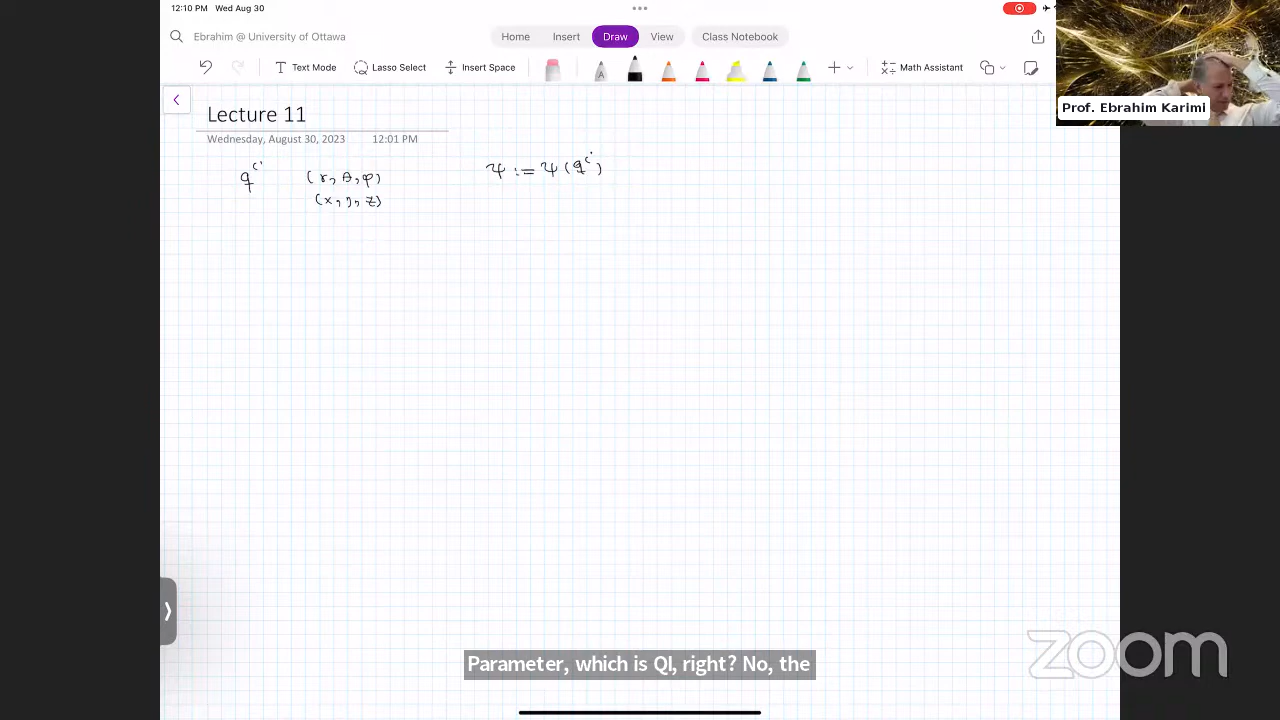 12:10 PM Wed Aug 30
Ebrahim @ University of Ottawa
Home Insert Draw View Class Notebook
Text Mode Lasso Select Insert Space A Math Assistant
Prof. Ebrahim Karimi
Lecture 11
Wednesday, August 30, 2023 12:01 PM
qⁱ (r, θ, φ) ψ := ψ(qⁱ)
(x, y, z)
Parameter, which is QI, right? No, the
zoom